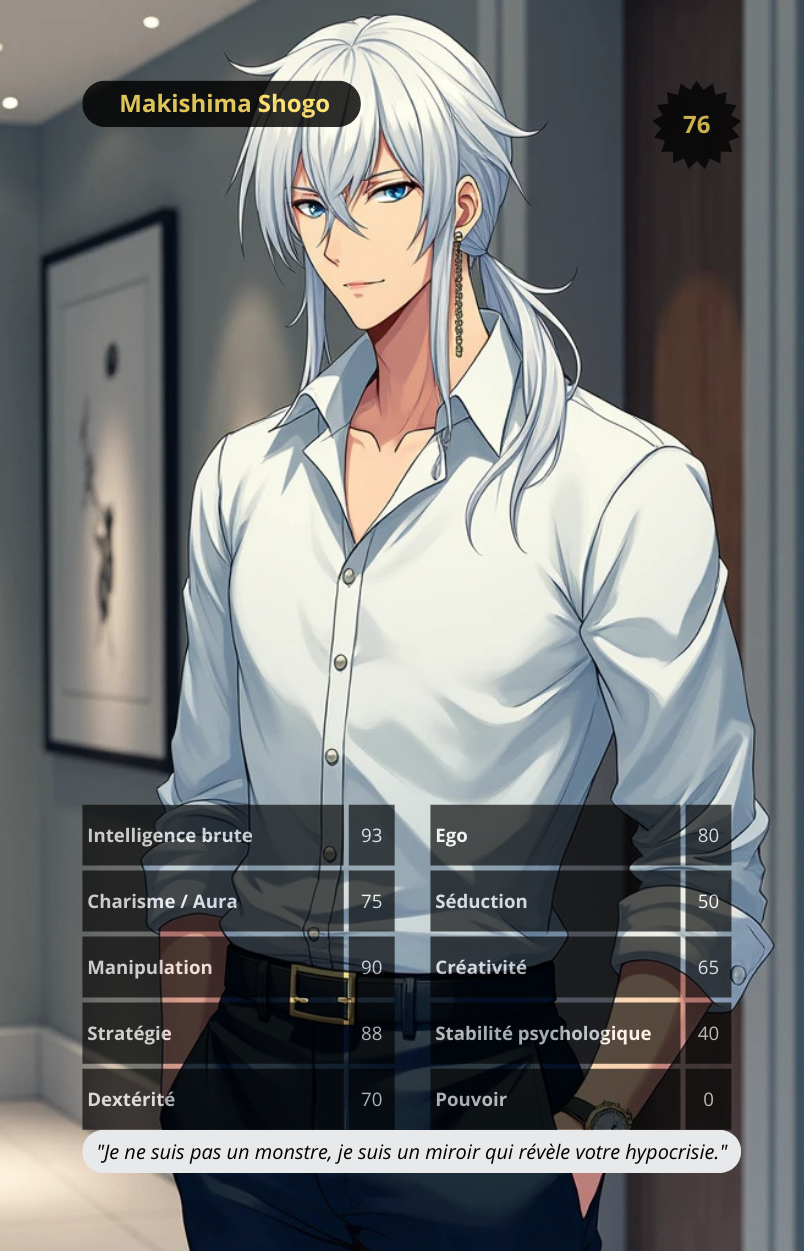 Makishima Shogo
76
Intelligence brute 93
Ego 80
Charisme / Aura 75
Séduction 50
Manipulation 90
Créativité 65
Stratégie 88
Stabilité psychologique 40
Dextérité 70
Pouvoir 0
"Je ne suis pas un monstre, je suis un miroir qui révèle votre hypocrisie."